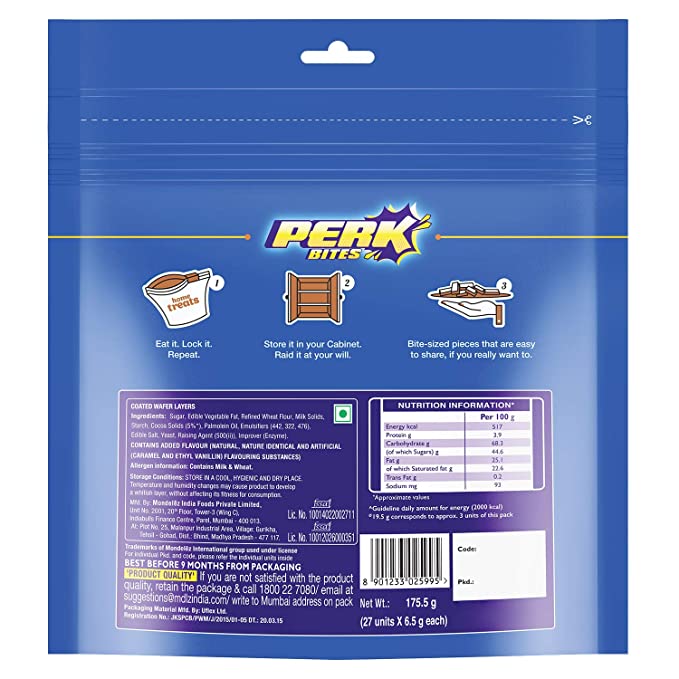 PERK
BITES
1
home
treats
Eat it. Lock it.
Repeat.
2
Store it in your Cabinet.
Raid it at your will.
3
Bite-sized pieces that are easy
to share, if you really want to.
COATED WAFER LAYERS
Ingredients: Sugar, Edible Vegetable Fat, Refined Wheat Flour, Milk Solids,
Starch, Cocoa Solids (5%*), Palmolein Oil, Emulsifiers (442, 322, 476),
Edible Salt, Yeast, Raising Agent (500(ii)), Improver (Enzyme).
CONTAINS ADDED FLAVOUR (NATURAL, NATURE IDENTICAL AND ARTIFICIAL
(CARAMEL AND ETHYL VANILLIN) FLAVOURING SUBSTANCES)
Allergen information: Contains Milk & Wheat.
Storage Conditions: STORE IN A COOL, HYGIENIC AND DRY PLACE.
Temperature and humidity changes may cause product to develop
a whitish layer, without affecting its fitness for consumption.
MNI. By: Mondelēz India Foods Private Limited,
Unit No. 2001, 20th Floor, Tower-3 (Wing C),
Indiabulls Finance Centre, Parel, Mumbai - 400 013.
At: Plot No. 25, Malanpur Industrial Area, Village: Gurikha,
Tehsil - Gohad, Dist.: Bhind, Madhya Pradesh - 477 117.
fssai
Lic. No. 10014022002711
fssai
Lic. No. 10012026000351
Trademarks of Mondelēz International group used under license
For Individual Pkd. and code, please refer the individual units inside
BEST BEFORE 9 MONTHS FROM PACKAGING
'PRODUCT QUALITY' If you are not satisfied with the product
quality, retain the package & call 1800 22 7080/ email at
suggestions@mdlzindia.com/ write to Mumbai address on pack
Packaging Material Mfd. By: Uflex Ltd.
Registration No.: JKSPCB/PWM/J/2015/01-05 DT.: 20.03.15
NUTRITION INFORMATION*
Per 100 g
Energy kcal 517
Protein g 3.9
Carbohydrate g 68.3
(of which Sugars) g 44.6
Fat g 25.1
of which Saturated fat g 22.6
Trans Fat g 0.2
Sodium mg 93
*Approximate values
*Guideline daily amount for energy (2000 kcal)
*19.5 g corresponds to approx. 3 units of this pack
8 901233 025995 >
Code:
Pkd.:
Net Wt.: 175.5 g
(27 units X 6.5 g each)